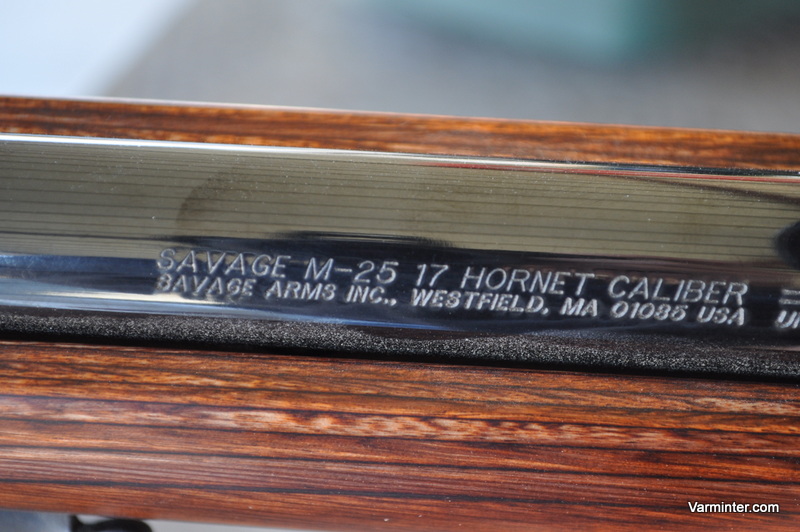 SAVAGE M-25 17 HORNET CALIBER
SAVAGE ARMS INC., WESTFIELD, MA 01085 USA
Varminter.com